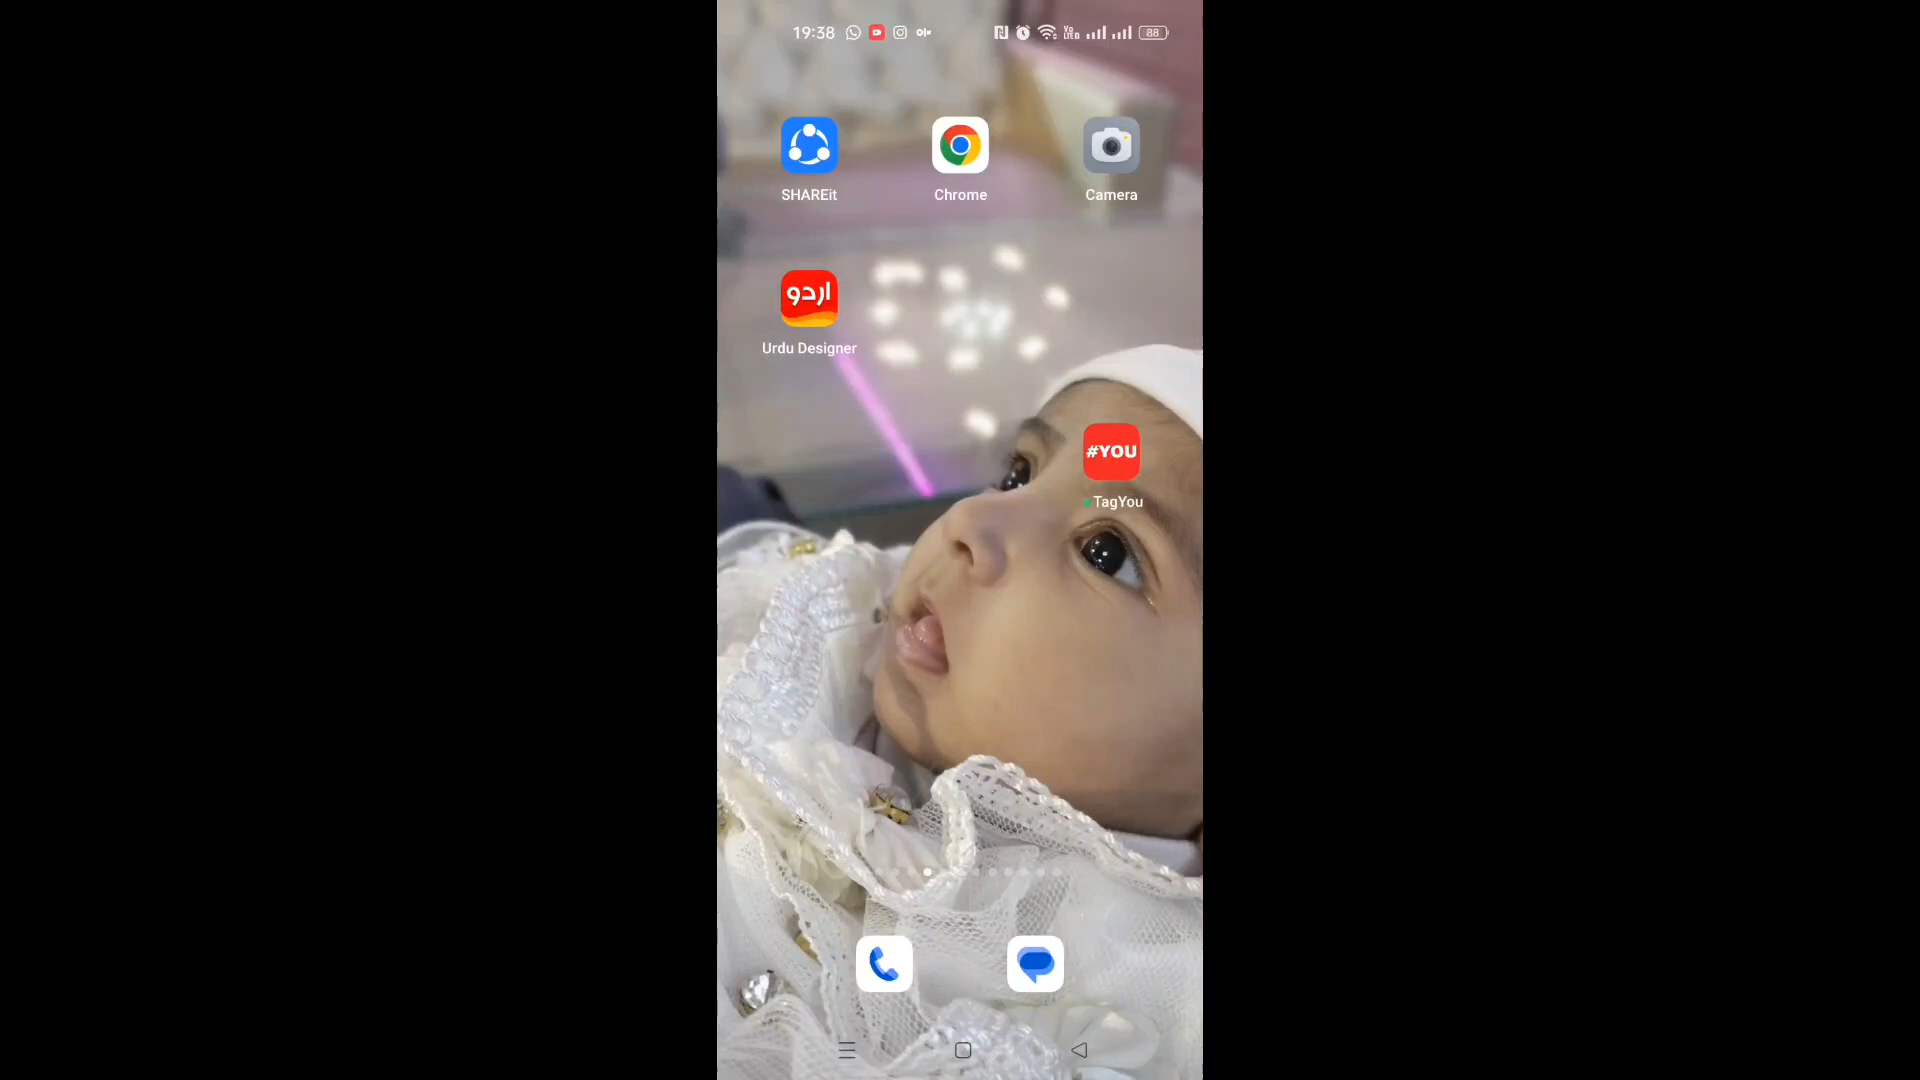 19:38
88
SHAREit
Chrome
Camera
اردو
Urdu Designer
#YOU
TagYou